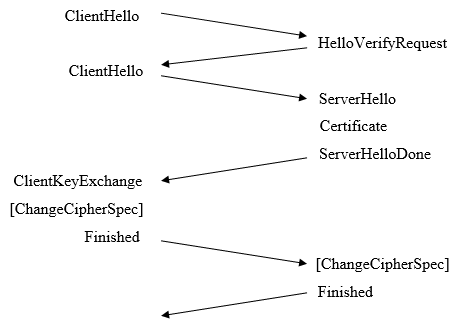 ClientHello
HelloVerifyRequest
ClientHello
ServerHello
Certificate
ServerHelloDone
ClientKeyExchange
[ChangeCipherSpec]
Finished
[ChangeCipherSpec]
Finished